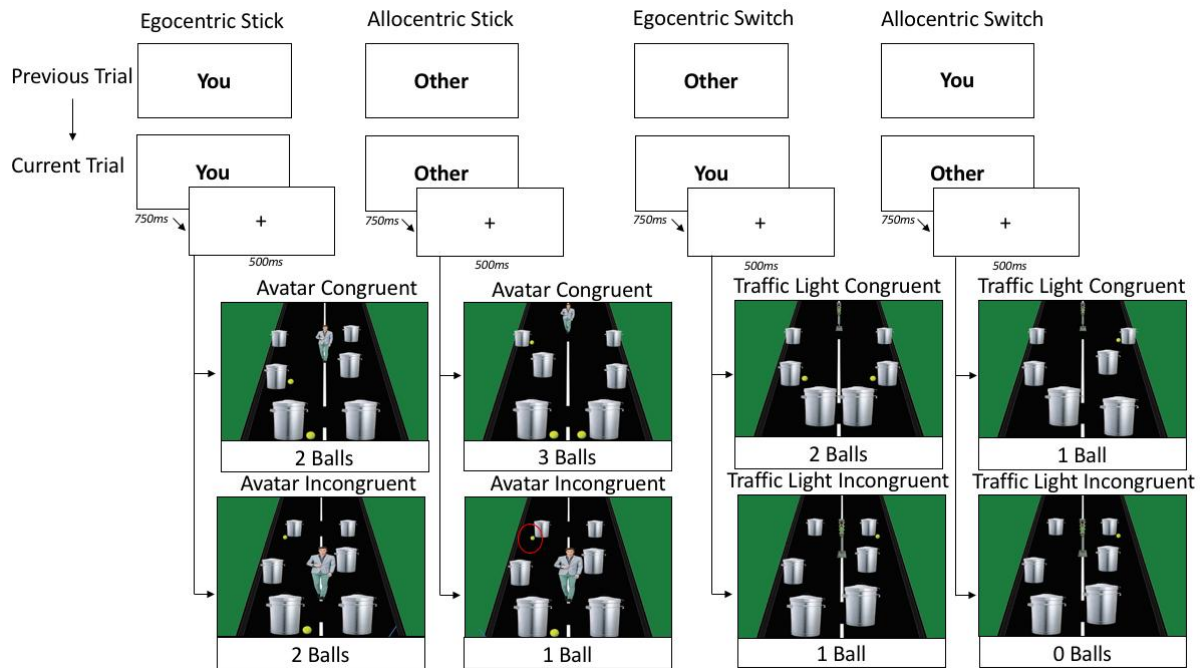 Egocentric Stick
Allocentric Stick
Egocentric Switch
Allocentric Switch
Previous Trial
You
Other
Other
You
Current Trial
You
Other
You
Other
750ms
+
750ms
+
750ms
+
750ms
+
500ms
500ms
500ms
500ms
Avatar Congruent
Avatar Congruent
Traffic Light Congruent
Traffic Light Congruent
2 Balls
3 Balls
2 Balls
1 Ball
Avatar Incongruent
Avatar Incongruent
Traffic Light Incongruent
Traffic Light Incongruent
2 Balls
1 Ball
1 Ball
0 Balls